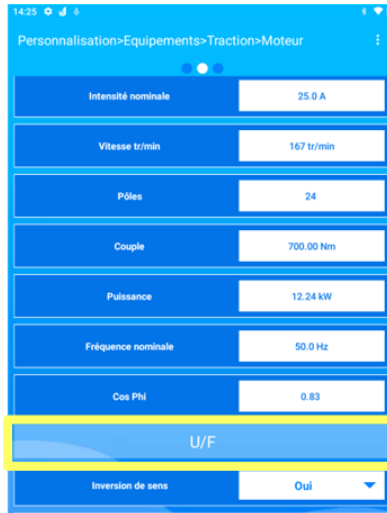 14:25
Personnalisation>Equipements>Traction>Moteur
Intensité nominale 25.0 A
Vitesse tr/min 167 tr/min
Pôles 24
Couple 700.00 Nm
Puissance 12.24 kW
Fréquence nominale 50.0 Hz
Cos Phi 0.83
U/F
Inversion de sens Oui